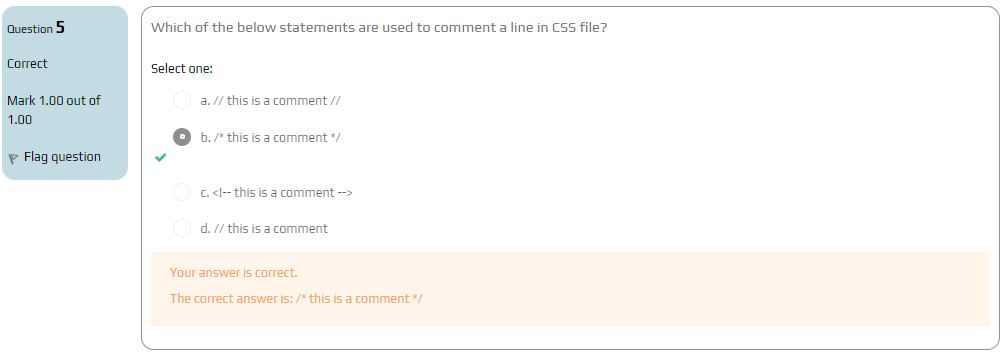 Question 5
Correct
Mark 1.00 out of
1.00
Flag question
Which of the below statements are used to comment a line in CSS file?
Select one:
a. // this is a comment //
b. /* this is a comment */
c. <!-- this is a comment -->
d. // this is a comment
Your answer is correct.
The correct answer is: /* this is a comment */